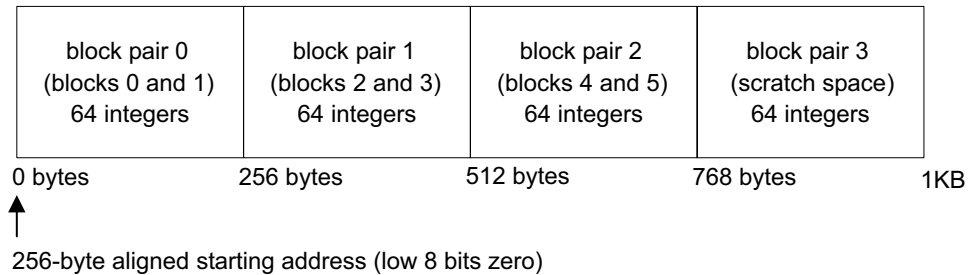 block pair 0
(blocks 0 and 1)
64 integers
block pair 1
(blocks 2 and 3)
64 integers
block pair 2
(blocks 4 and 5)
64 integers
block pair 3
(scratch space)
64 integers
0 bytes
256 bytes
512 bytes
768 bytes
1KB
256-byte aligned starting address (low 8 bits zero)